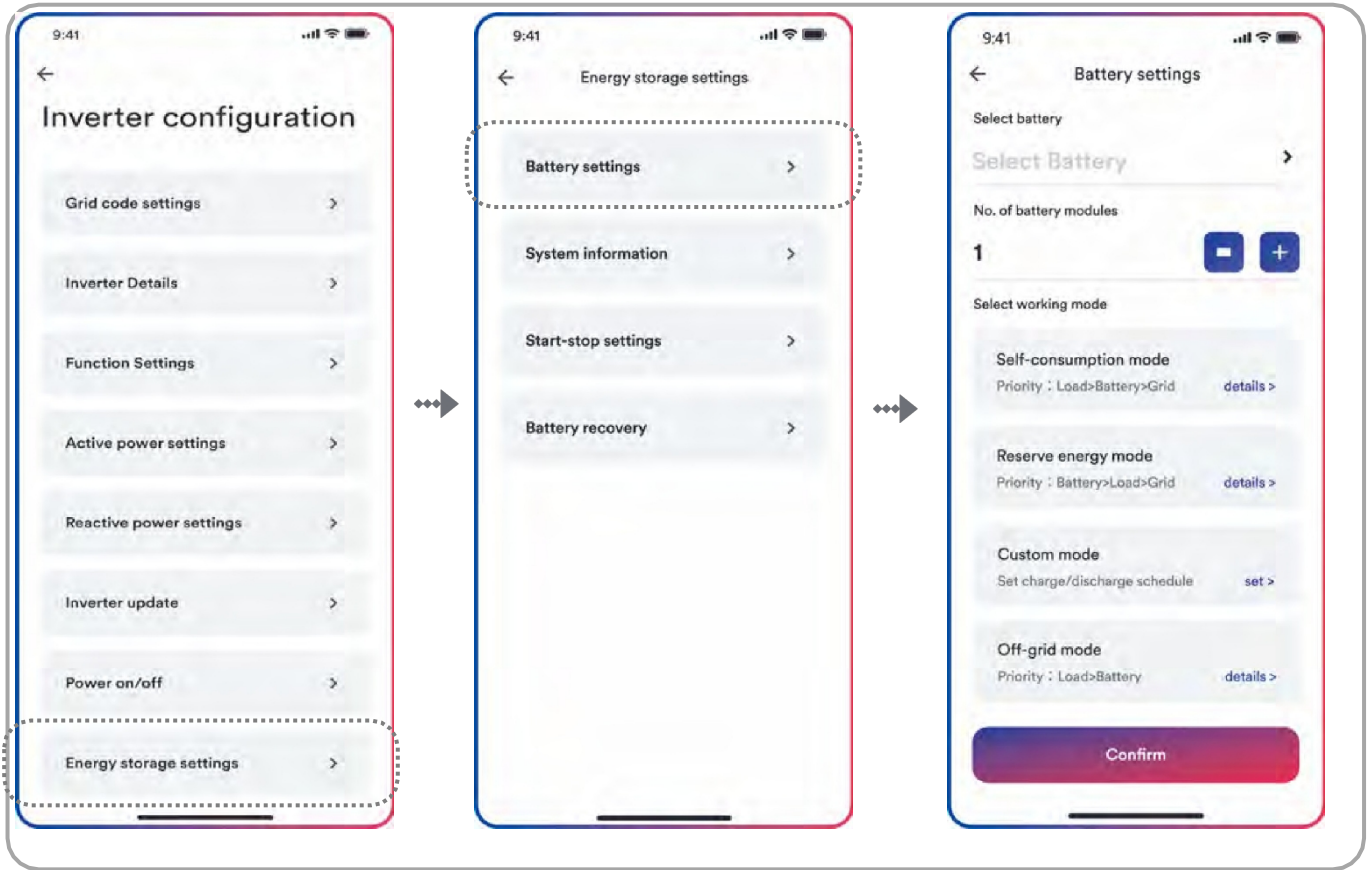 9:41
Inverter configuration
Grid code settings
Inverter Details
Function Settings
Active power settings
Reactive power settings
Inverter update
Power on/off
Energy storage settings
9:41
Energy storage settings
Battery settings
System information
Start-stop settings
Battery recovery
9:41
Battery settings
Select battery
Select Battery
No. of battery modules
1
Select working mode
Self-consumption mode
Priority：Load>Battery>Grid details >
Reserve energy mode
Priority：Battery>Load>Grid details >
Custom mode
Set charge/discharge schedule set >
Off-grid mode
Priority：Load>Battery details >
Confirm